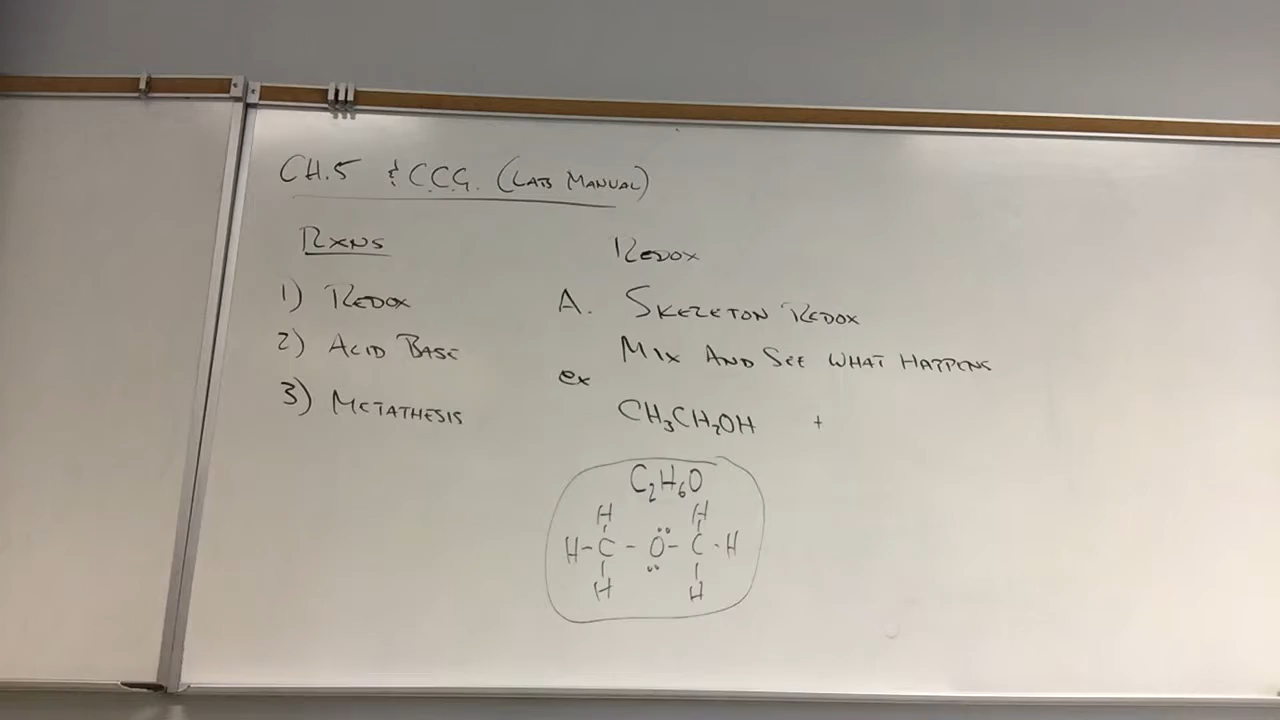 CH.5 & C.C.G. (LAB MANUAL)
RXNS
1) REDOX
2) ACID BASE
3) METATHESIS
REDOX
A. SKELETON REDOX
MIX AND SEE WHAT HAPPENS
ex
CH₃CH₂OH +
C₂H₆O
H H
H-C-O-C-H
H H